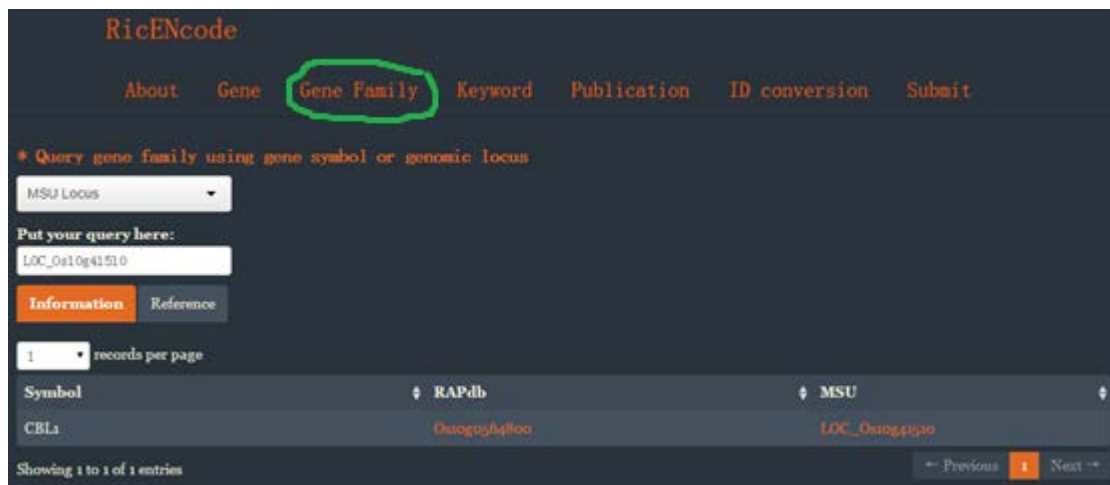 RicENcode
About Gene Gene Family Keyword Publication ID conversion Submit
* Query gene family using gene symbol or genomic locus
MSU Locus
Put your query here:
LOC_Os10g41510
Information Reference
1 records per page
Symbol RAPdb MSU
CBL1 Os10g0564800 LOC_Os10g41510
Showing 1 to 1 of 1 entries
← Previous 1 Next →